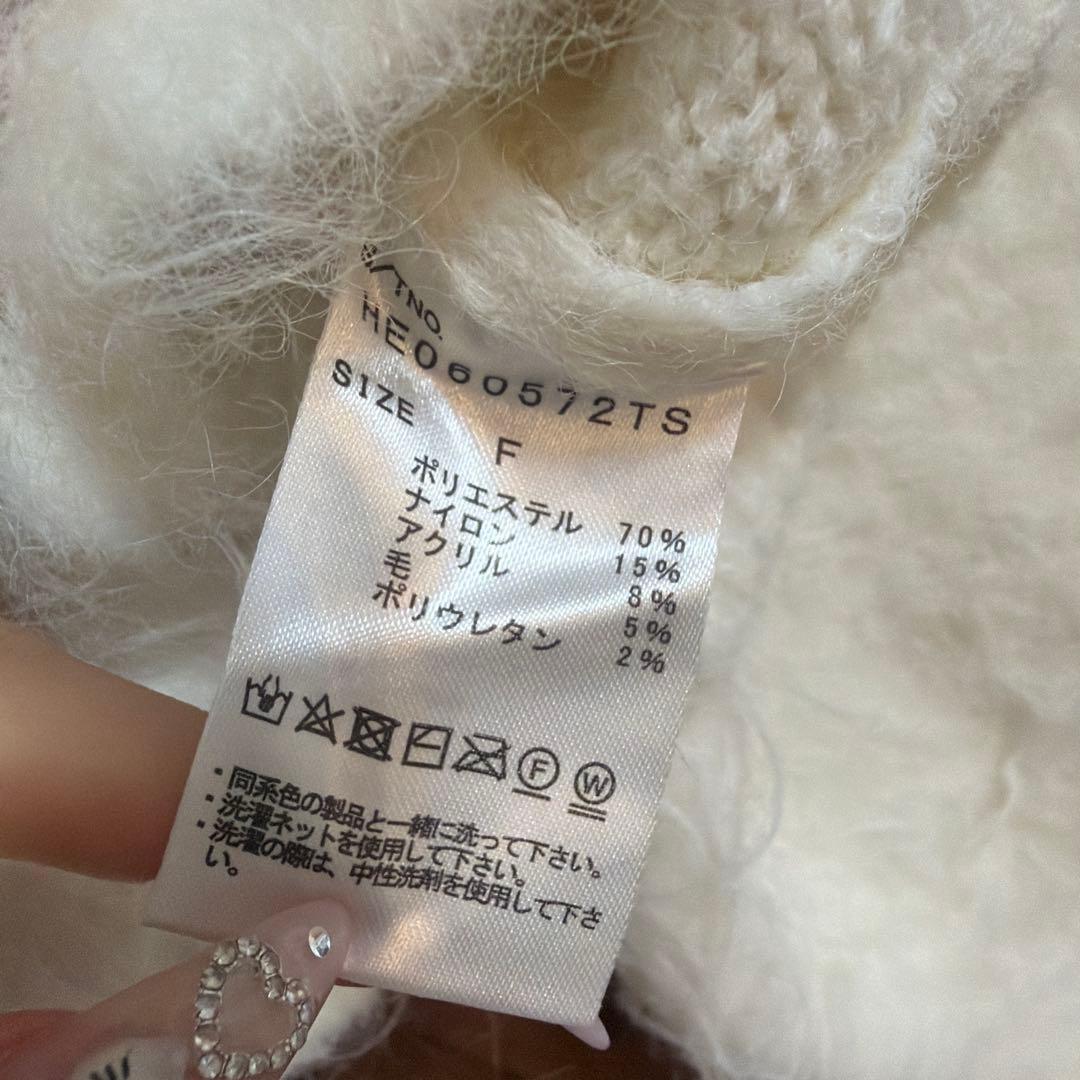 TNO.
HE060572TS
SIZE
F
ポリエステル 70%
ナイロン 15%
アクリル 8%
毛 5%
ポリウレタン 2%
F W
・同系色の製品と一緒に洗って下さい。
・洗濯ネットを使用して下さい。
・洗濯の際は、中性洗剤を使用して下さ
い。